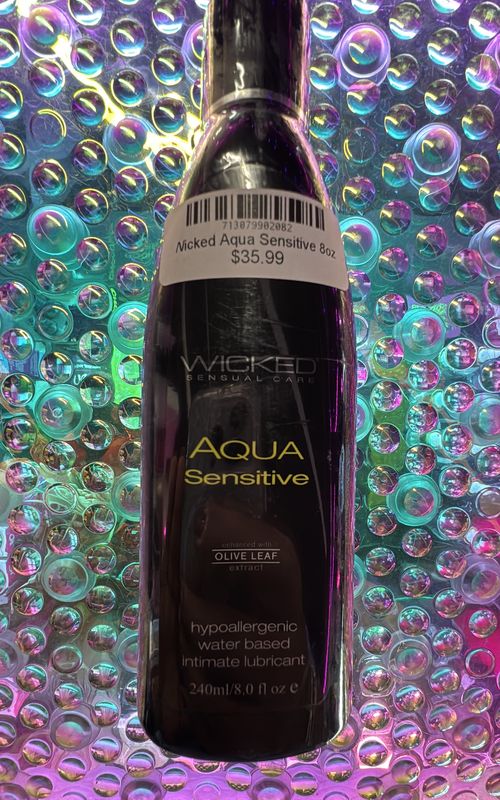 713079902082
Wicked Aqua Sensitive 8oz
$35.99
WICKED
SENSUAL CARE
AQUA
Sensitive
enhanced with
OLIVE LEAF
extract
hypoallergenic
water based
intimate lubricant
240ml/8.0 fl oz e